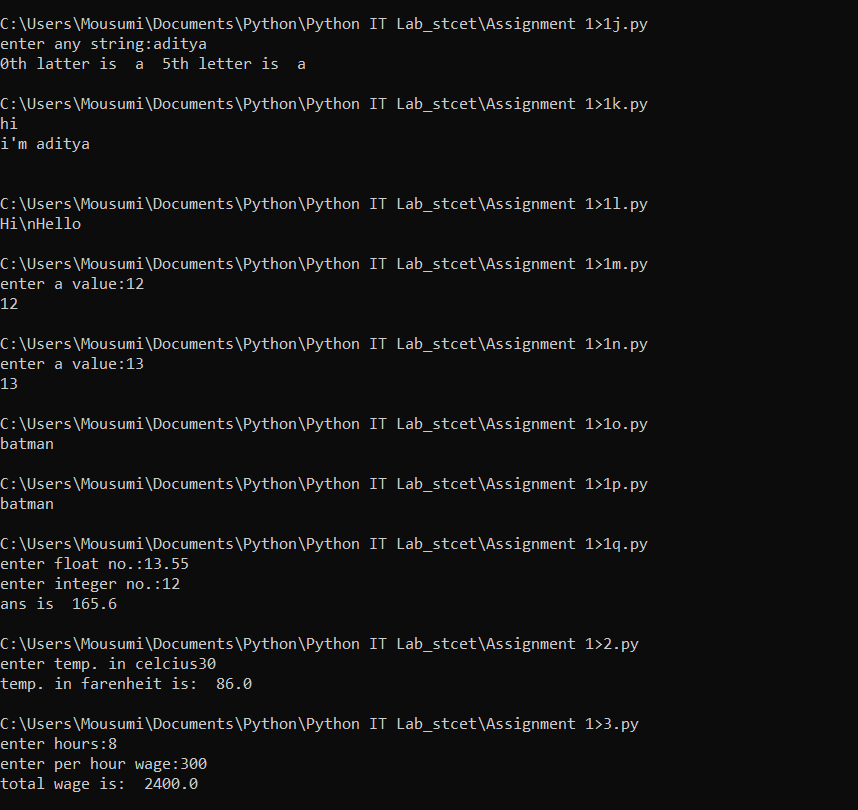 C:\Users\Mousumi\Documents\Python\Python IT Lab_stcet\Assignment 1>1j.py
enter any string:aditya
0th latter is  a  5th letter is  a
C:\Users\Mousumi\Documents\Python\Python IT Lab_stcet\Assignment 1>1k.py
hi
i'm aditya
C:\Users\Mousumi\Documents\Python\Python IT Lab_stcet\Assignment 1>1l.py
Hi\nHello
C:\Users\Mousumi\Documents\Python\Python IT Lab_stcet\Assignment 1>1m.py
enter a value:12
12
C:\Users\Mousumi\Documents\Python\Python IT Lab_stcet\Assignment 1>1n.py
enter a value:13
13
C:\Users\Mousumi\Documents\Python\Python IT Lab_stcet\Assignment 1>1o.py
batman
C:\Users\Mousumi\Documents\Python\Python IT Lab_stcet\Assignment 1>1p.py
batman
C:\Users\Mousumi\Documents\Python\Python IT Lab_stcet\Assignment 1>1q.py
enter float no.:13.55
enter integer no.:12
ans is  165.6
C:\Users\Mousumi\Documents\Python\Python IT Lab_stcet\Assignment 1>2.py
enter temp. in celcius30
temp. in farenheit is:  86.0
C:\Users\Mousumi\Documents\Python\Python IT Lab_stcet\Assignment 1>3.py
enter hours:8
enter per hour wage:300
total wage is:  2400.0